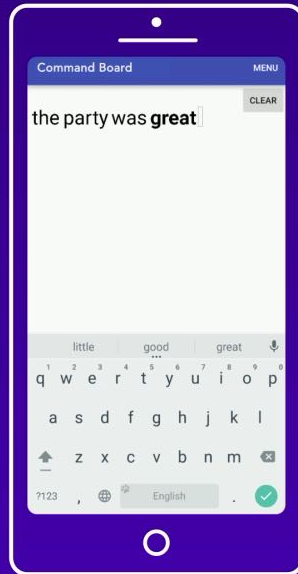 Command Board MENU
CLEAR
the party was great
little good great
1 2 3 4 5 6 7 8 9 0
q w e r t y u i o p
a s d f g h j k l
z x c v b n m
?123 , English .